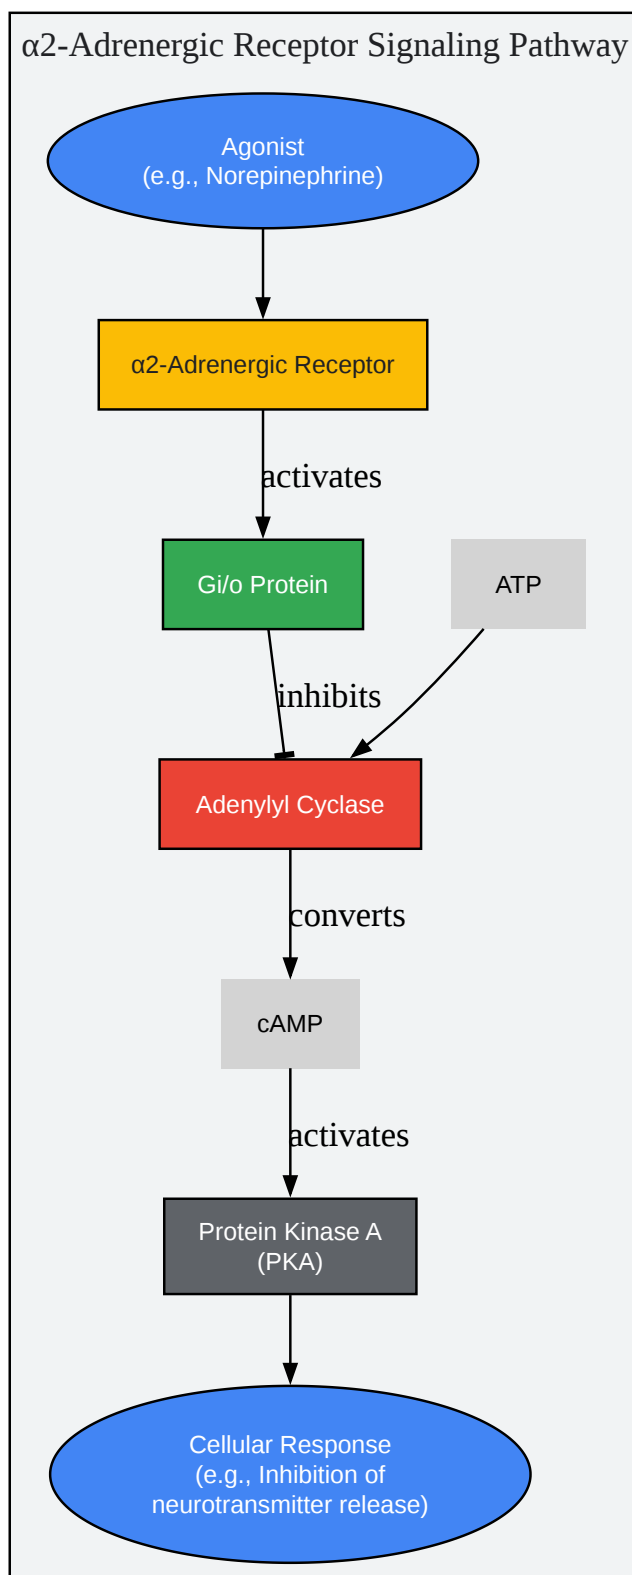 α2-Adrenergic Receptor Signaling Pathway
Agonist
(e.g., Norepinephrine)
α2-Adrenergic Receptor
activates
Gi/o Protein
ATP
inhibits
Adenylyl Cyclase
converts
cAMP
activates
Protein Kinase A
(PKA)
Cellular Response
(e.g., Inhibition of
neurotransmitter release)